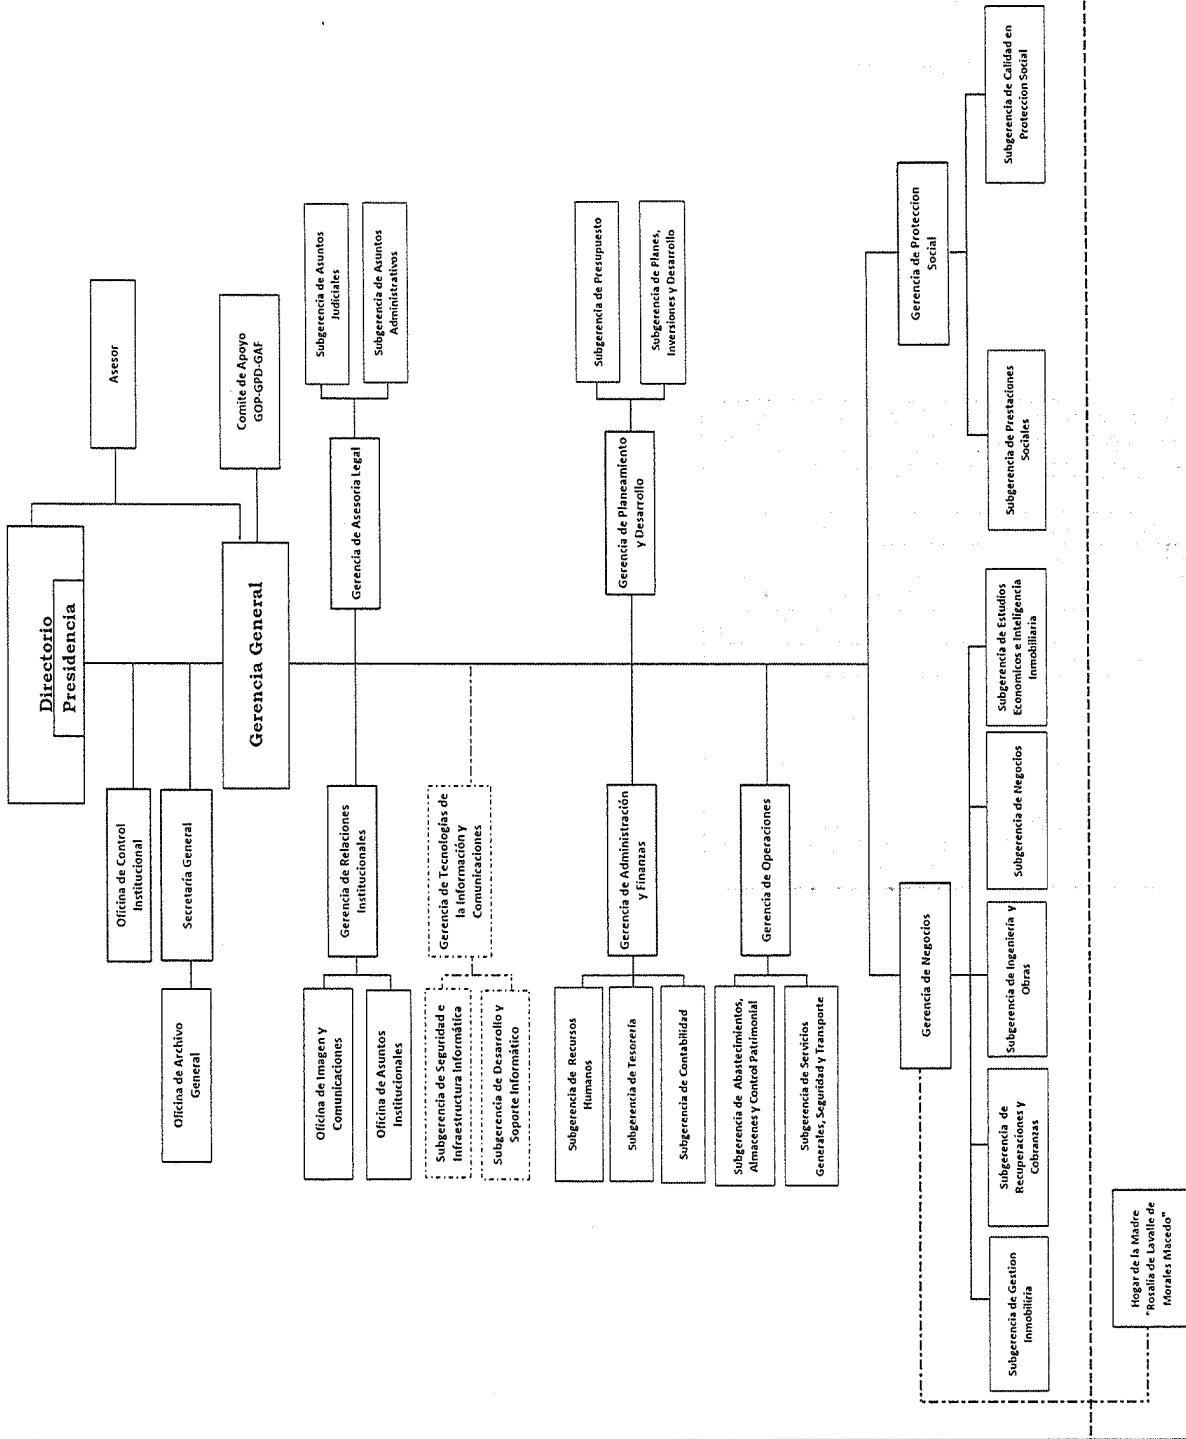 Directorio
Presidencia
Asesor
Oficina de Control
Institucional
Secretaría General
Oficina de Archivo
General
Gerencia General
Comite de Apoyo
GOP-GPD-GAF
Gerencia de Relaciones
Institucionales
Oficina de Imagen y
Comunicaciones
Oficina de Asuntos
Institucionales
Gerencia de Asesoria Legal
Subgerencia de Asuntos
Judiciales
Subgerencia de Asuntos
Administrativos
Gerencia de Tecnologías de
la Información y
Comunicaciones
Subgerencia de Seguridad e
Infraestructura Informática
Subgerencia de Desarrollo y
Soporte Informático
Gerencia de Administración
y Finanzas
Subgerencia de Recursos
Humanos
Subgerencia de Tesorería
Subgerencia de Contabilidad
Gerencia de Planeamiento
y Desarrollo
Subgerencia de Presupuesto
Subgerencia de Planes,
Inversiones y Desarrollo
Gerencia de Operaciones
Subgerencia de Abastecimientos,
Almacenes y Control Patrimonial
Subgerencia de Servicios
Generales, Seguridad y Transporte
Gerencia de Negocios
Subgerencia de Gestion
Inmobiliria
Subgerencia de
Recuperaciones y
Cobranzas
Subgerencia de Ingeniería y
Obras
Subgerencia de Negocios
Subgerencia de Estudios
Economicos e Inteligencia
Inmobiliaria
Gerencia de Proteccion
Social
Subgerencia de Prestaciones
Sociales
Subgerencia de Calidad en
Proteccion Social
Hogar de la Madre
"Rosalía de Lavalle de
Morales Macedo"